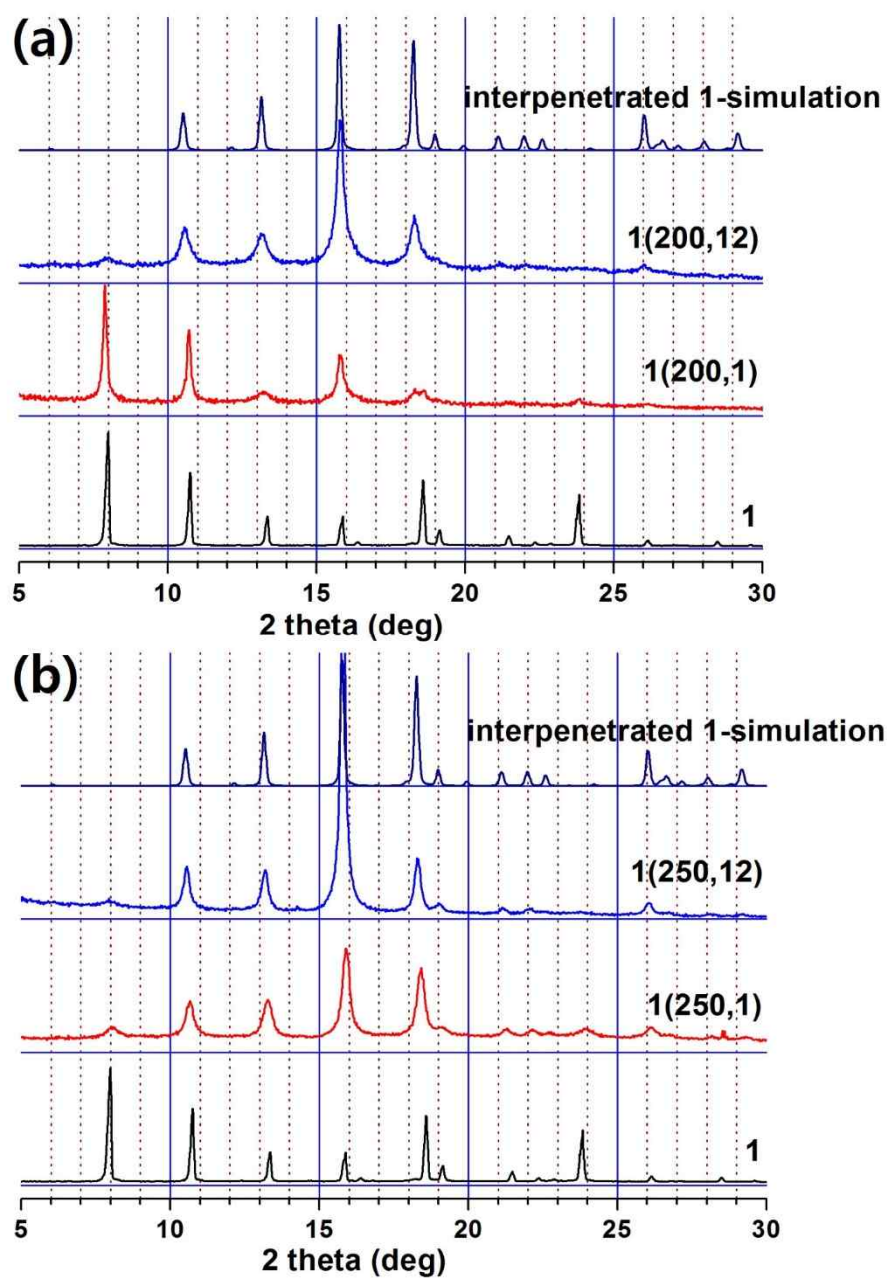 (a)
interpenetrated 1-simulation
1(200,12)
1(200,1)
1
5 10 15 20 25 30
2 theta (deg)
(b)
interpenetrated 1-simulation
1(250,12)
1(250,1)
1
5 10 15 20 25 30
2 theta (deg)